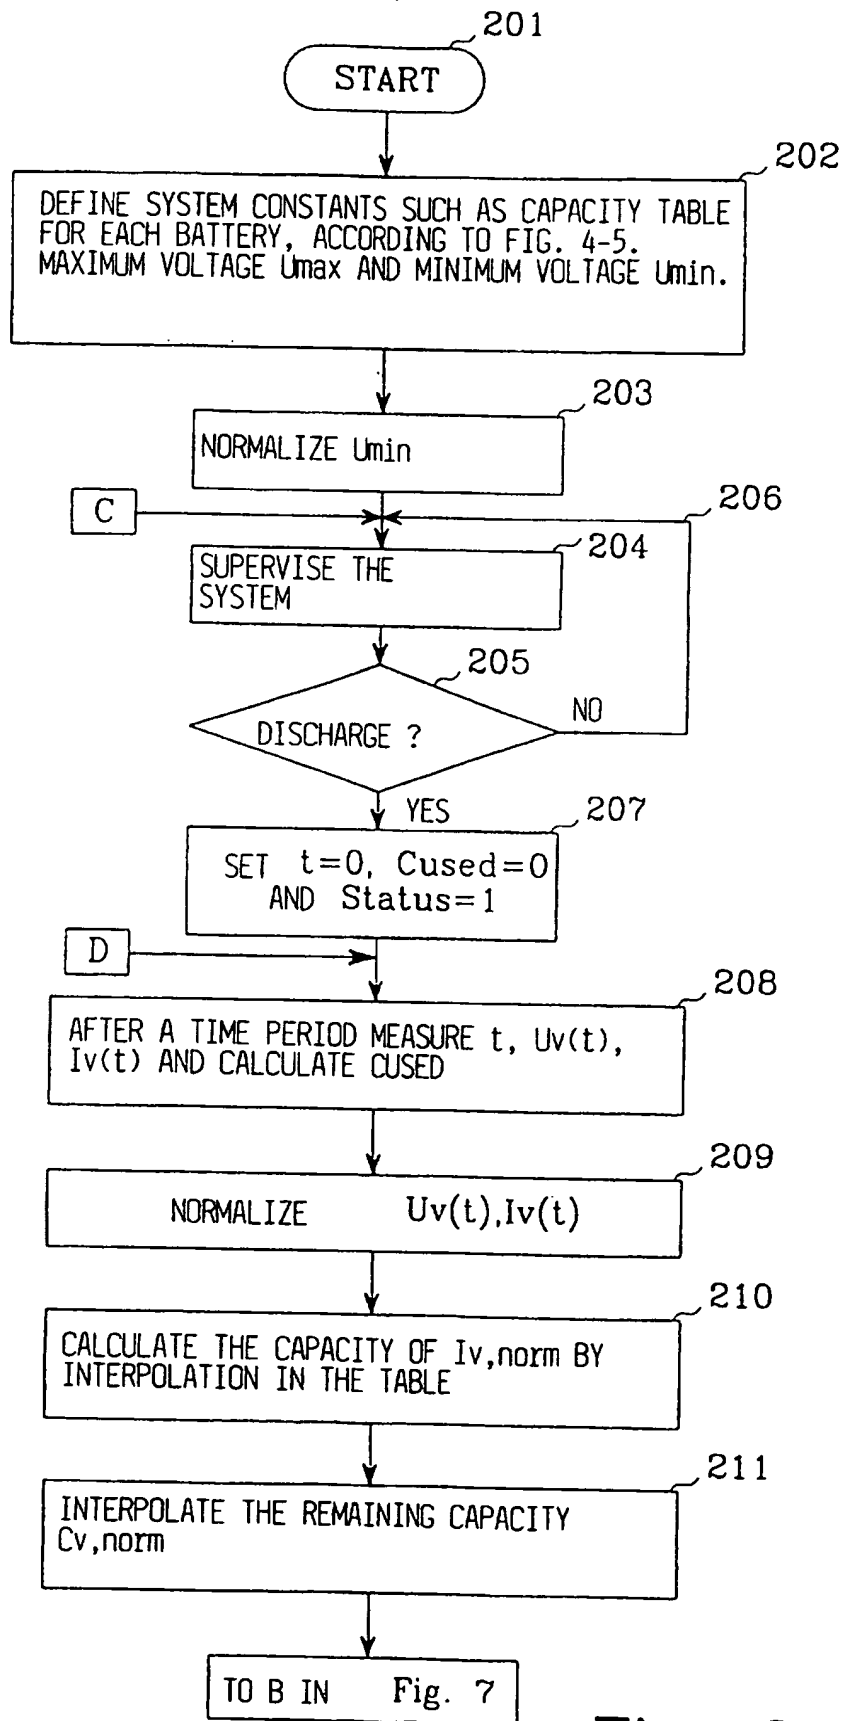 201
START
202
DEFINE SYSTEM CONSTANTS SUCH AS CAPACITY TABLE
FOR EACH BATTERY, ACCORDING TO FIG. 4-5.
MAXIMUM VOLTAGE Umax AND MINIMUM VOLTAGE Umin.
203
NORMALIZE Umin
206
C
204
SUPERVISE THE
SYSTEM
205
DISCHARGE ?
NO
YES
207
SET t=0, Cused=0
AND Status=1
D
208
AFTER A TIME PERIOD MEASURE t, Uv(t),
Iv(t) AND CALCULATE CUSED
209
NORMALIZE Uv(t),Iv(t)
210
CALCULATE THE CAPACITY OF Iv,norm BY
INTERPOLATION IN THE TABLE
211
INTERPOLATE THE REMAINING CAPACITY
Cv,norm
TO B IN Fig. 7